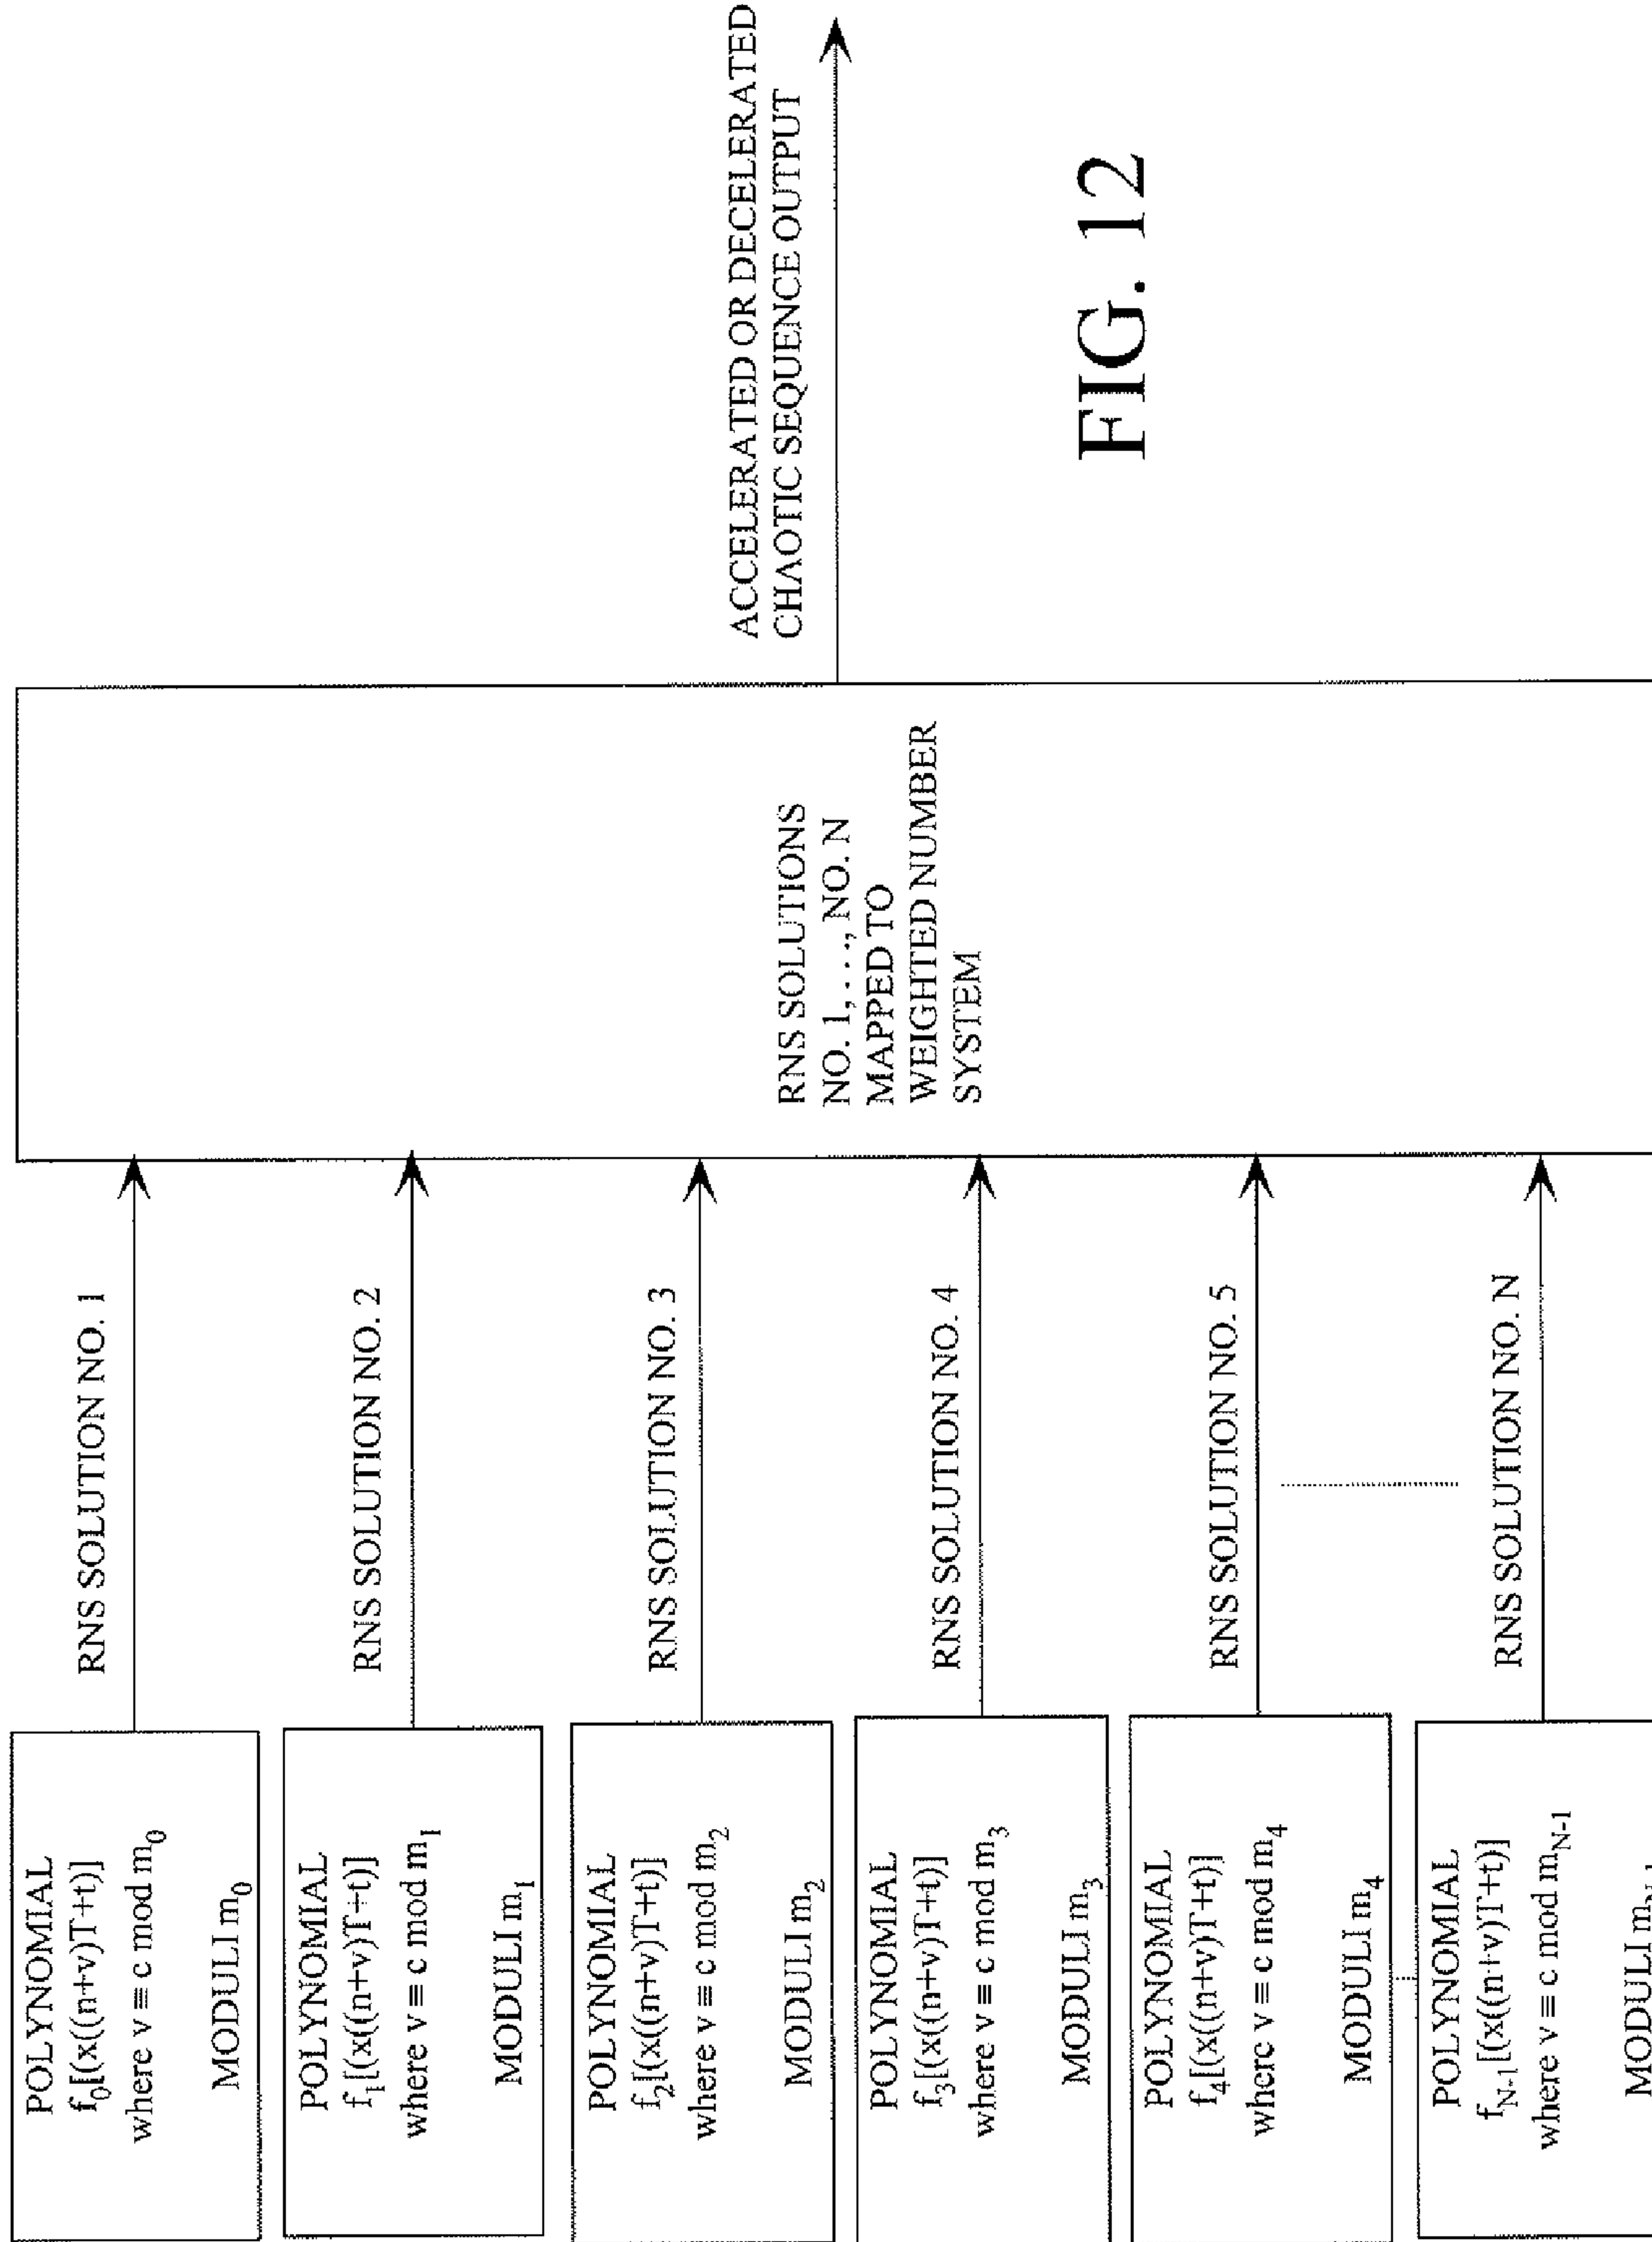 POLYNOMIAL
f₀[(x((n+v)T+t)]
where v ≡ c mod m₀
MODULI m₀
RNS SOLUTION NO. 1
POLYNOMIAL
f₁[(x((n+v)T+t)]
where v ≡ c mod m₁
MODULI m₁
RNS SOLUTION NO. 2
POLYNOMIAL
f₂[(x((n+v)T+t)]
where v ≡ c mod m₂
MODULI m₂
RNS SOLUTION NO. 3
POLYNOMIAL
f₃[(x((n+v)T+t)]
where v ≡ c mod m₃
MODULI m₃
RNS SOLUTION NO. 4
POLYNOMIAL
f₄[(x((n+v)T+t)]
where v ≡ c mod m₄
MODULI m₄
RNS SOLUTION NO. 5
POLYNOMIAL
f_N-1[(x((n+v)T+t)]
where v ≡ c mod m_N-1
MODULI
RNS SOLUTION NO. N
RNS SOLUTIONS
NO. 1, . . ., NO. N
MAPPED TO
WEIGHTED NUMBER
SYSTEM
ACCELERATED OR DECELERATED
CHAOTIC SEQUENCE OUTPUT
FIG. 12